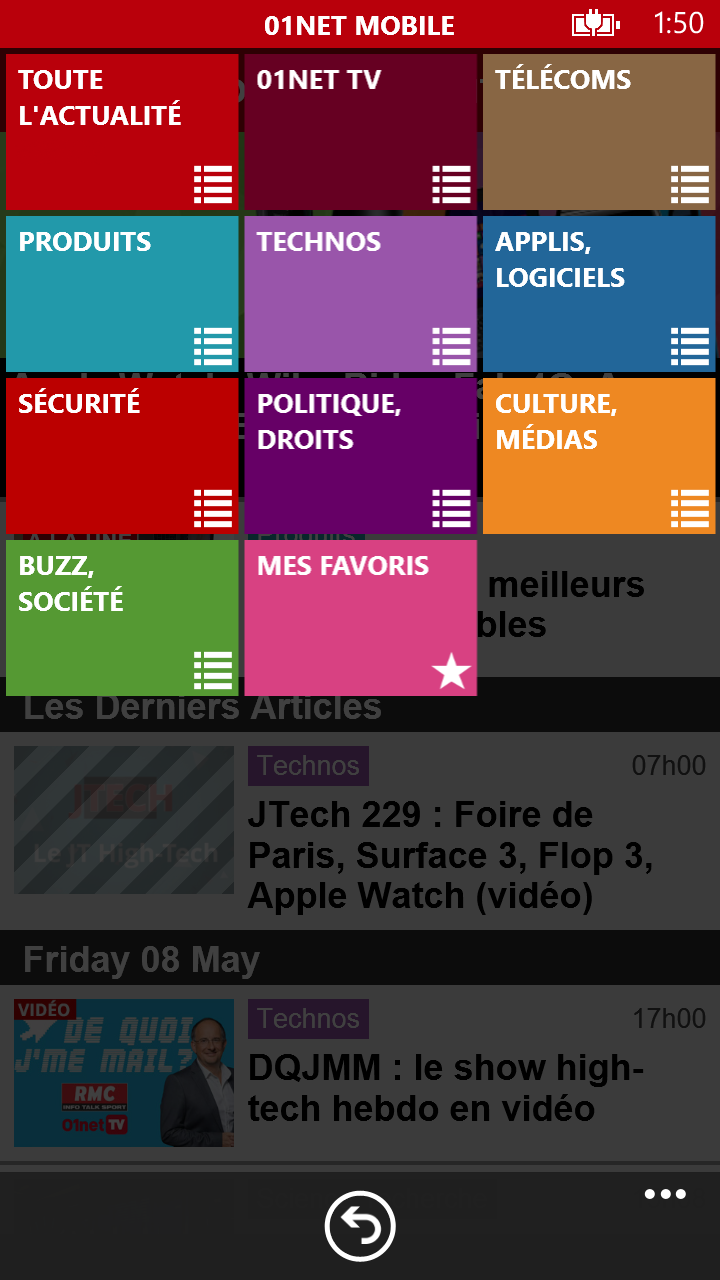 01NET MOBILE
1:50
TOUTE
L'ACTUALITÉ
01NET TV
TÉLÉCOMS
PRODUITS
TECHNOS
APPLIS,
LOGICIELS
SÉCURITÉ
POLITIQUE,
DROITS
CULTURE,
MÉDIAS
BUZZ,
SOCIÉTÉ
MES FAVORIS
meilleurs
bles
Les Derniers Articles
JTECH
Le JT High-Tech
Technos
07h00
JTech 229 : Foire de
Paris, Surface 3, Flop 3,
Apple Watch (vidéo)
Friday 08 May
VIDÉO
DE QUOI
J'ME MAIL?
RMC
INFO TALK SPORT
01net TV
Technos
17h00
DQJMM : le show high-
tech hebdo en vidéo